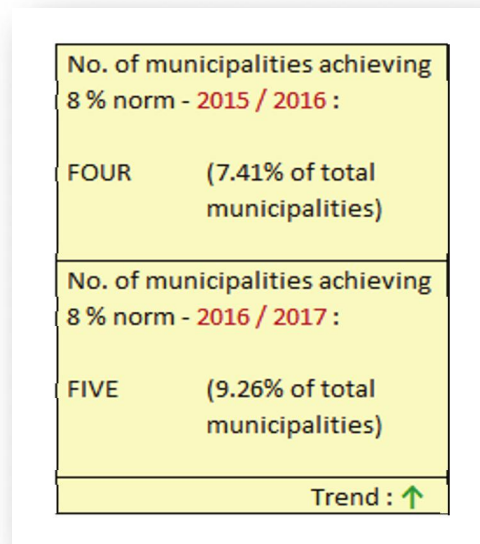 No. of municipalities achieving
8 % norm - 2015 / 2016 :
FOUR (7.41% of total
municipalities)
No. of municipalities achieving
8 % norm - 2016 / 2017 :
FIVE (9.26% of total
municipalities)
Trend : ↑